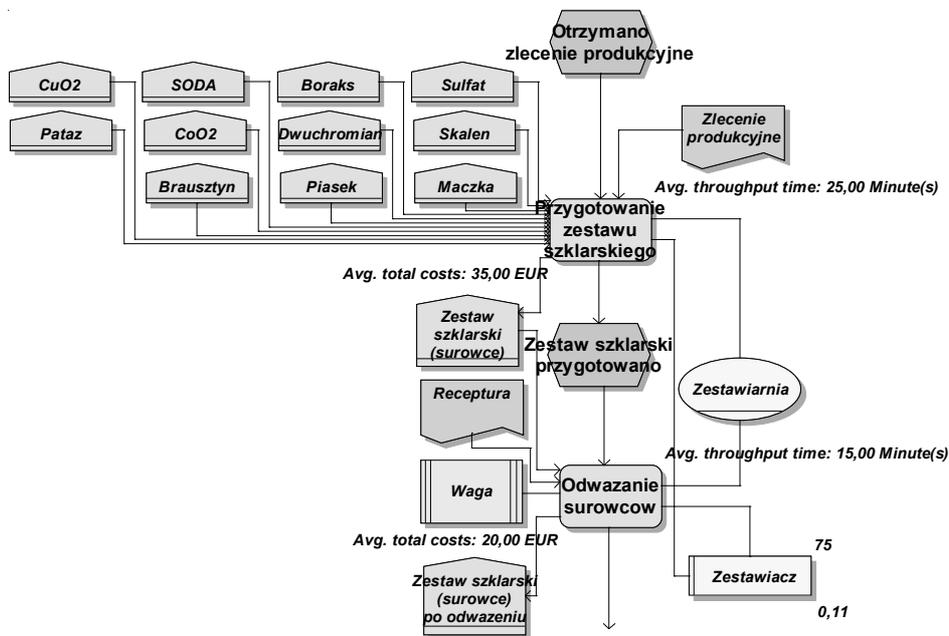 Otrzymano
zlecenie produkcyjne
CuO2
SODA
Boraks
Sulfat
Pataz
CoO2
Dwuchromian
Skalen
Zlecenie
produkcyjne
Brausztyn
Piasek
Maczka
Avg. throughput time: 25,00 Minute(s)
Przygotowanie
zestawu
szklarskiego
Avg. total costs: 35,00 EUR
Zestaw
szklarski
(surowce)
Zestaw szklarski
przygotowano
Receptura
Zestawiarnia
Avg. throughput time: 15,00 Minute(s)
Waga
Odwazanie
surowcow
Avg. total costs: 20,00 EUR
75
Zestaw szklarski
(surowce)
po odwazeniu
Zestawiacz
0,11